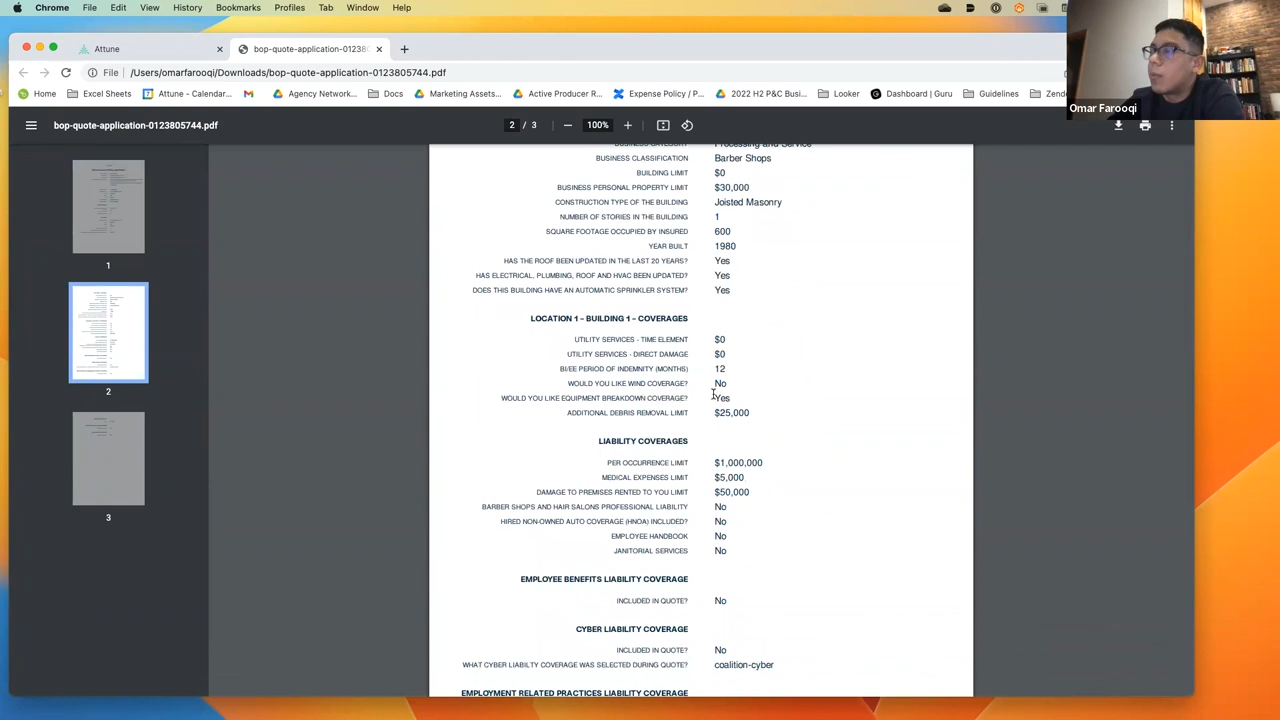 Chrome File Edit View History Bookmarks Profiles Tab Window Help
Attune
bop-quote-application-01238
File /Users/omarfarooqi/Downloads/bop-quote-application-0123805744.pdf
Omar Farooqi
Home Excel Sheets Attune - Calendar... Agency Network... Docs Marketing Assets... Active Producer R... Expense Policy / P... 2022 H2 P&C Busi... Looker Dashboard | Guru Guidelines Zende
bop-quote-application-0123805744.pdf 2 / 3 100%
BUSINESS CATEGORY Processing and Service
BUSINESS CLASSIFICATION Barber Shops
BUILDING LIMIT $0
BUSINESS PERSONAL PROPERTY LIMIT $30,000
CONSTRUCTION TYPE OF THE BUILDING Joisted Masonry
NUMBER OF STORIES IN THE BUILDING 1
SQUARE FOOTAGE OCCUPIED BY INSURED 600
YEAR BUILT 1980
HAS THE ROOF BEEN UPDATED IN THE LAST 20 YEARS? Yes
HAS ELECTRICAL, PLUMBING, ROOF AND HVAC BEEN UPDATED? Yes
DOES THIS BUILDING HAVE AN AUTOMATIC SPRINKLER SYSTEM? Yes
LOCATION 1 – BUILDING 1 – COVERAGES
UTILITY SERVICES - TIME ELEMENT $0
UTILITY SERVICES - DIRECT DAMAGE $0
BI/EE PERIOD OF INDEMNITY (MONTHS) 12
WOULD YOU LIKE WIND COVERAGE? No
WOULD YOU LIKE EQUIPMENT BREAKDOWN COVERAGE? Yes
ADDITIONAL DEBRIS REMOVAL LIMIT $25,000
LIABILITY COVERAGES
PER OCCURRENCE LIMIT $1,000,000
MEDICAL EXPENSES LIMIT $5,000
DAMAGE TO PREMISES RENTED TO YOU LIMIT $50,000
BARBER SHOPS AND HAIR SALONS PROFESSIONAL LIABILITY No
HIRED NON-OWNED AUTO COVERAGE (HNOA) INCLUDED? No
EMPLOYEE HANDBOOK No
JANITORIAL SERVICES No
EMPLOYEE BENEFITS LIABILITY COVERAGE
INCLUDED IN QUOTE? No
CYBER LIABILITY COVERAGE
INCLUDED IN QUOTE? No
WHAT CYBER LIABILTY COVERAGE WAS SELECTED DURING QUOTE? coalition-cyber
EMPLOYMENT RELATED PRACTICES LIABILITY COVERAGE
1
2
3